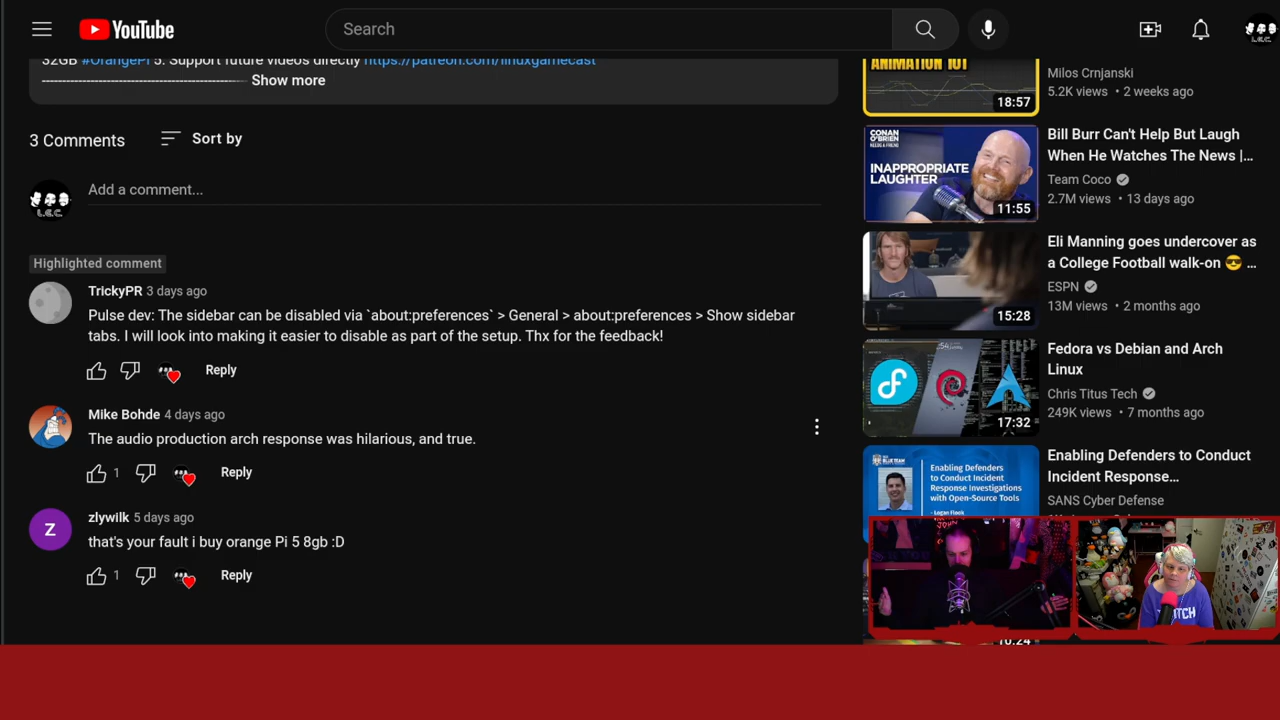 YouTube
Search
L.G.C.
32GB #OrangePi 5. Support future videos directly https://patreon.com/linuxgamecast
Show more
3 Comments
Sort by
L.G.C.
Add a comment...
Highlighted comment
TrickyPR 3 days ago
Pulse dev: The sidebar can be disabled via `about:preferences` > General > about:preferences > Show sidebar
tabs. I will look into making it easier to disable as part of the setup. Thx for the feedback!
Reply
Mike Bohde 4 days ago
The audio production arch response was hilarious, and true.
1
Reply
Z
zlywilk 5 days ago
that's your fault i buy orange Pi 5 8gb :D
1
Reply
ANIMATION 101
18:57
Milos Crnjanski
5.2K views • 2 weeks ago
CONAN
O'BRIEN
NEEDS A FRIEND
INAPPROPRIATE
LAUGHTER
11:55
Bill Burr Can't Help But Laugh
When He Watches The News |...
Team Coco
2.7M views • 13 days ago
15:28
Eli Manning goes undercover as
a College Football walk-on 😎 ...
ESPN
13M views • 2 months ago
17:32
Fedora vs Debian and Arch
Linux
Chris Titus Tech
249K views • 7 months ago
BLUE TEAM
Enabling Defenders
to Conduct Incident
Response Investigations
with Open-Source Tools
- Logan Flook
Enabling Defenders to Conduct
Incident Response...
SANS Cyber Defense
JOHN